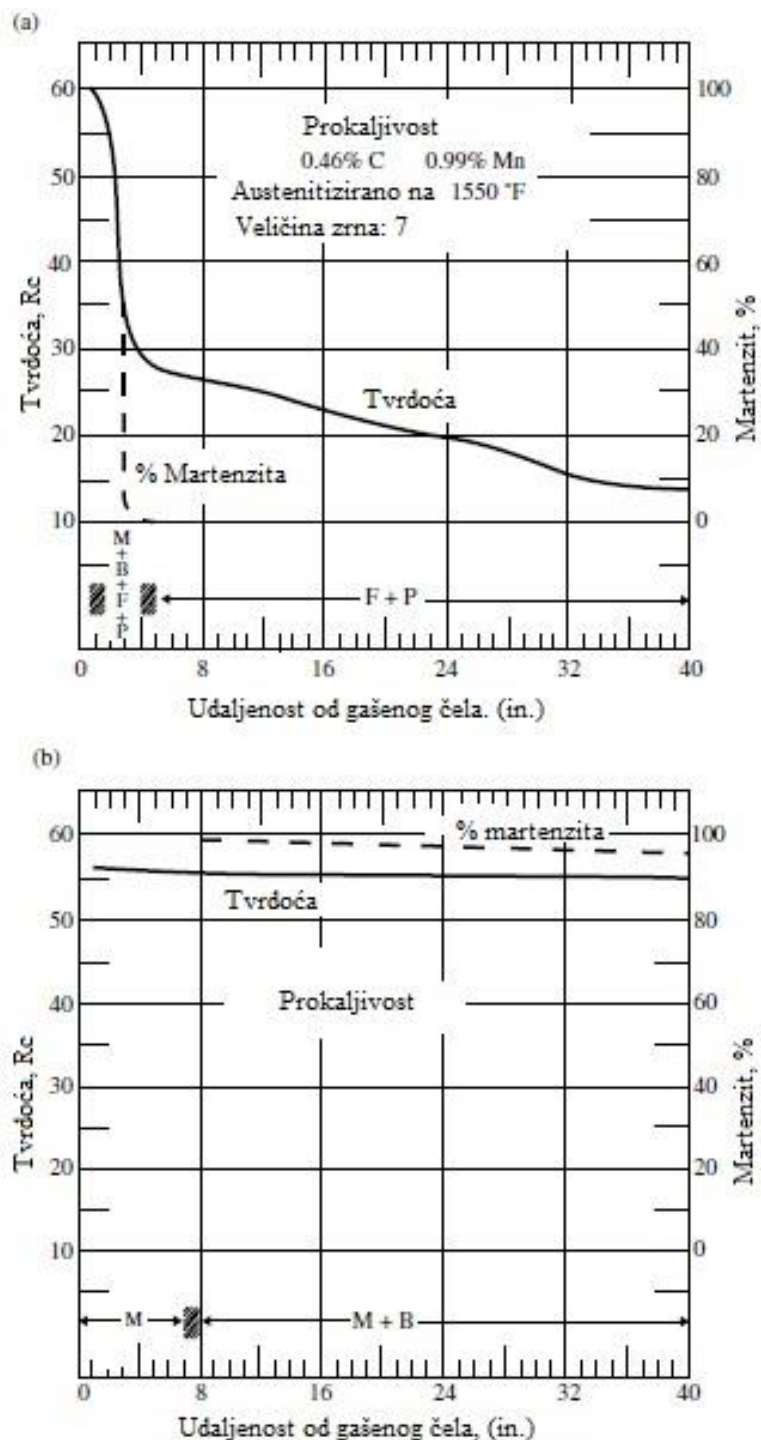 (a)
60
50
40
30
20
10
Tvrdoća, Rc
Prokaljivost
0.46% C 0.99% Mn
Austenitizirano na 1550 °F
Veličina zrna: 7
Tvrdoća
% Martenzita
100
80
60
40
20
0
Martenzit, %
M
+
B
+
F
+
P
F + P
0 8 16 24 32 40
Udaljenost od gašenog čela. (in.)
(b)
60
50
40
30
20
10
Tvrdoća, Rc
% martenzita
Tvrdoća
Prokaljivost
100
80
60
40
20
0
Martenzit, %
M
M + B
0 8 16 24 32 40
Udaljenost od gašenog čela, (in.)